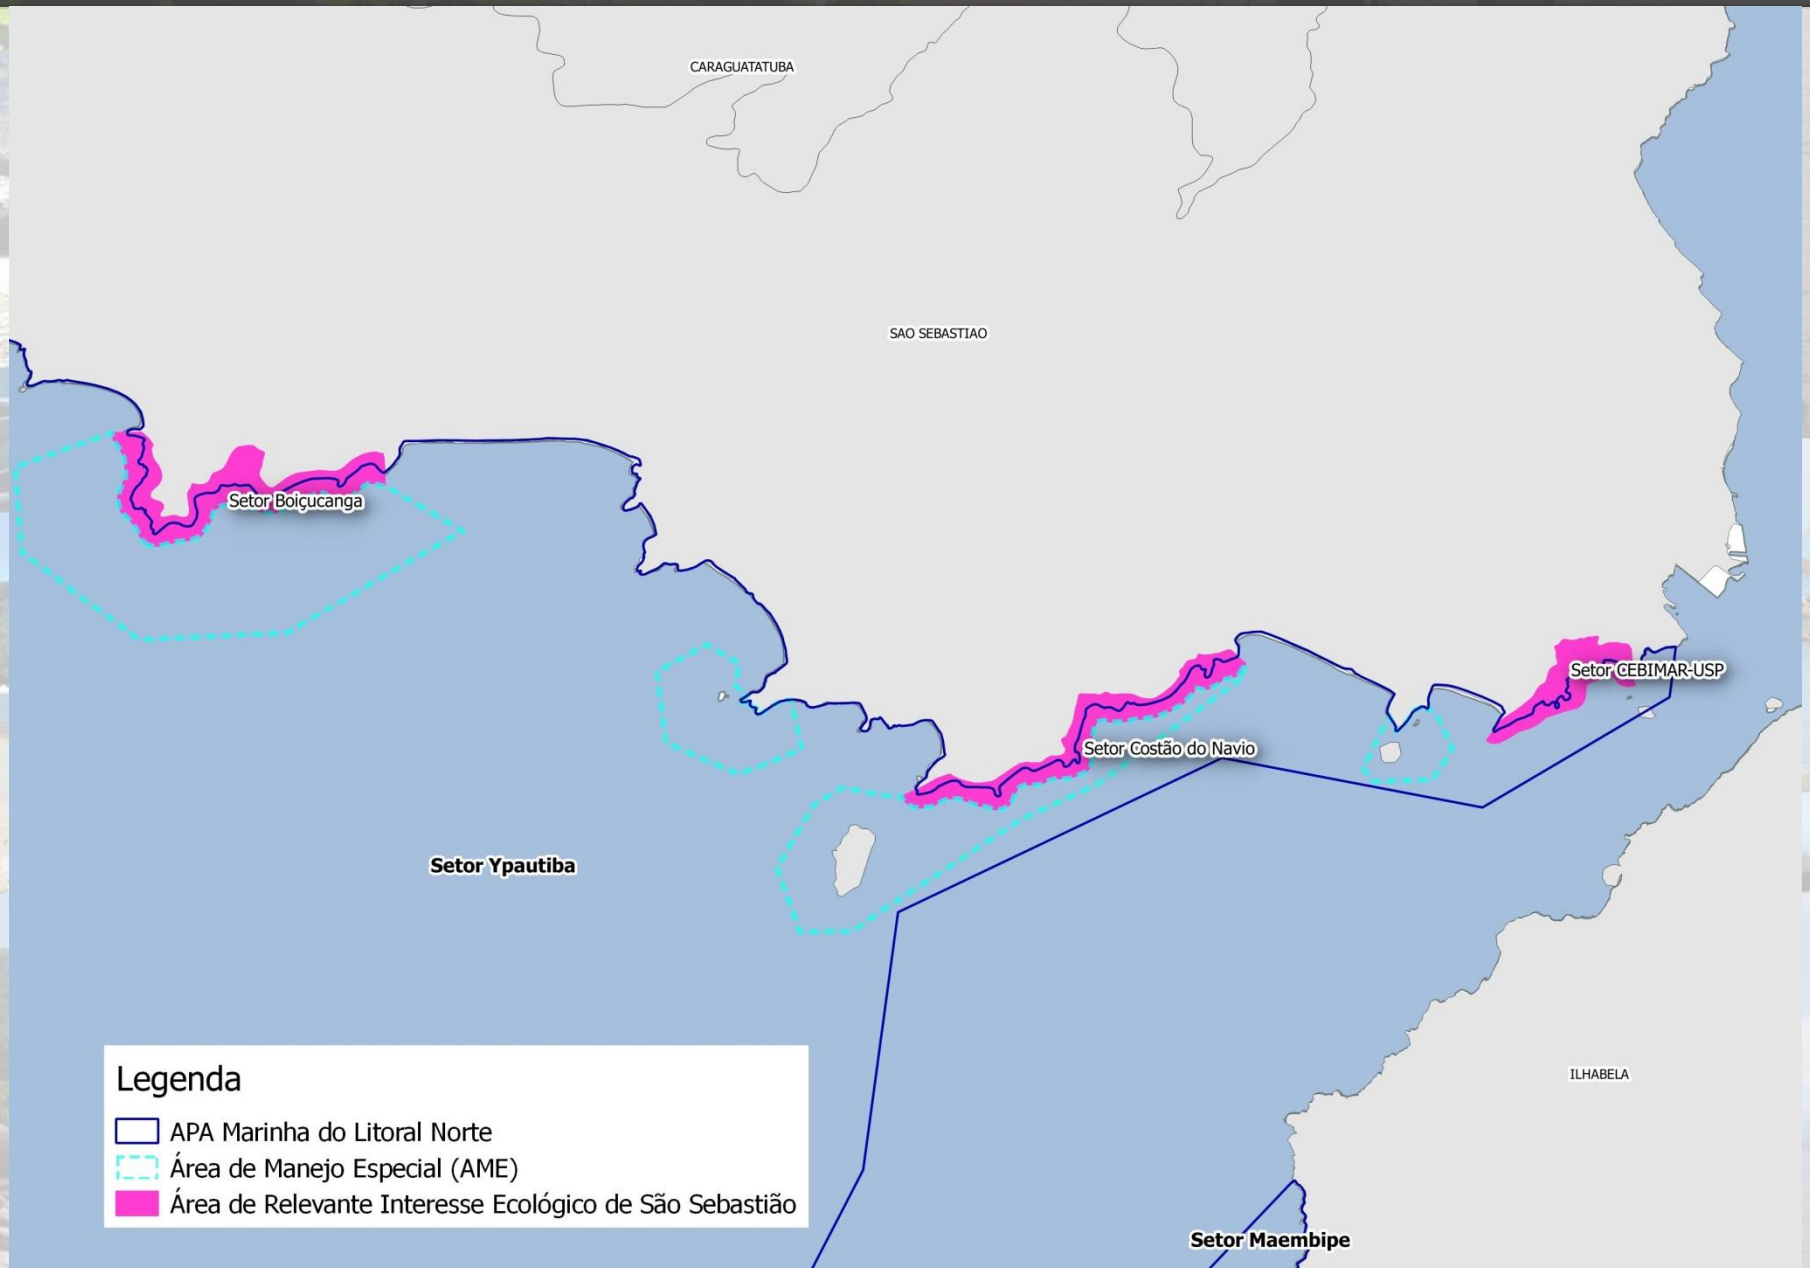 CARAGUATATUBA
SAO SEBASTIAO
Setor Boiçucanga
Setor CEBIMAR-USP
Setor Costão do Navio
Setor Ypautiba
Legenda
APA Marinha do Litoral Norte
Área de Manejo Especial (AME)
Área de Relevante Interesse Ecológico de São Sebastião
ILHABELA
Setor Maembipe